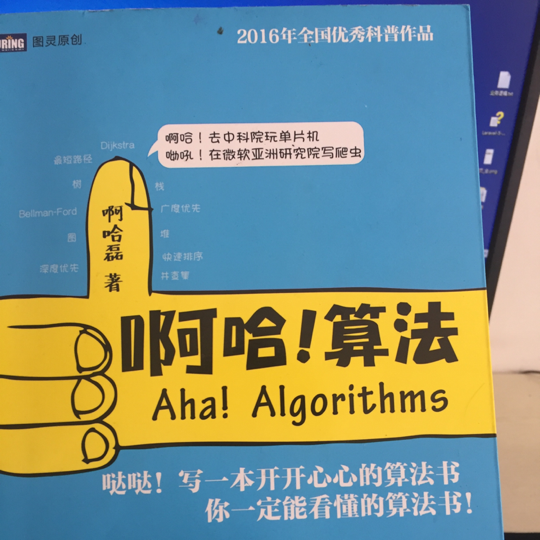 URING 图灵原创
2016年全国优秀科普作品
啊哈!去中科院玩单片机
呦吼!在微软亚洲研究院写爬虫
Dijkstra
最短路径
树
栈
Bellman-Ford
广度优先
图
堆
快速排序
深度优先
并查集
啊哈磊 著
啊哈!算法
Aha! Algorithms
哒哒!写一本开开心心的算法书
你一定能看懂的算法书!